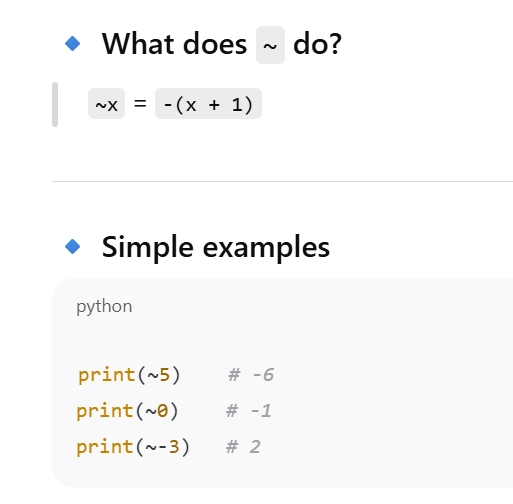 What does ~ do?
~x = -(x + 1)
Simple examples
python
print(~5)    # -6
print(~0)    # -1
print(~-3)   # 2